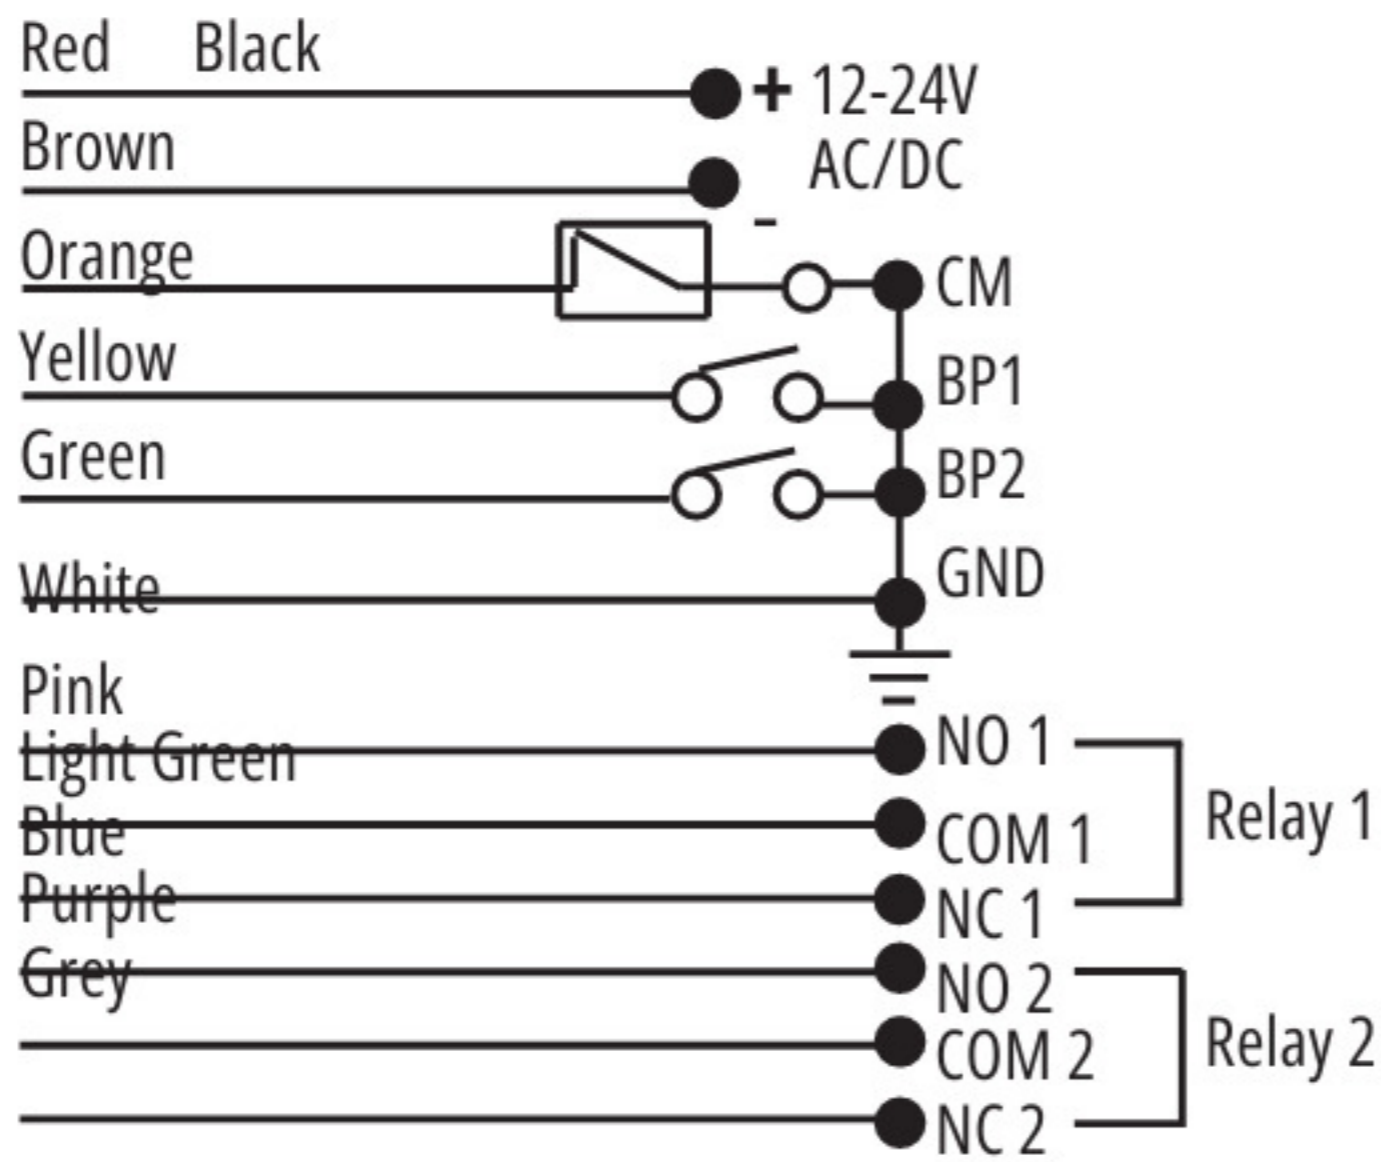 Red Black
+ 12-24V
Brown
AC/DC
-
Orange
CM
Yellow
BP1
Green
BP2
White
GND
Pink
NO 1
Light Green
Relay 1
Blue
COM 1
Purple
NC 1
Grey
NO 2
COM 2
Relay 2
NC 2